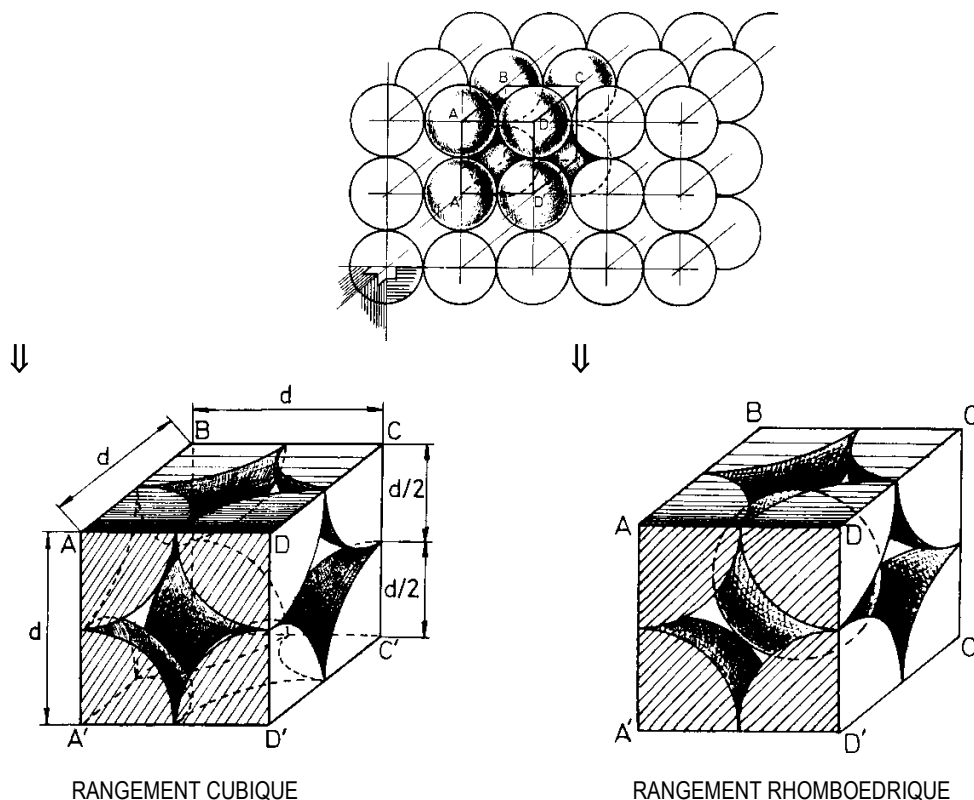 B C
A D
A' D'
⇓ ⇓
d
B C
d
d/2
A D
d/2
d
C'
A' D'
B C
A D
C
A' D'
RANGEMENT CUBIQUE RANGEMENT RHOMBOEDRIQUE